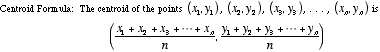 Centroid Formula: The centroid of the points (x₁,y₁), (x₂,y₂), (x₃,y₃), . . . , (xₙ,yₙ) is
((x₁ + x₂ + x₃ + ⋯ + xₙ)/n, (y₁ + y₂ + y₃ + ⋯ + yₙ)/n)